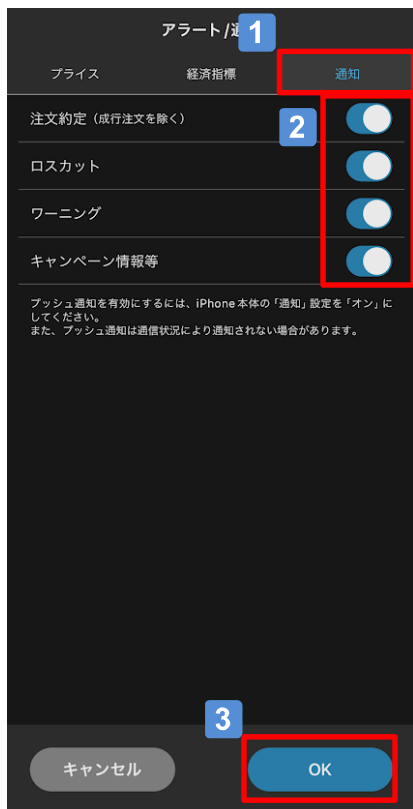 アラート/通
1
プライス 経済指標 通知
注文約定（成行注文を除く）
2
ロスカット
ワーニング
キャンペーン情報等
プッシュ通知を有効にするには、iPhone本体の「通知」設定を「オン」に
してください。
また、プッシュ通知は通信状況により通知されない場合があります。
3
キャンセル OK